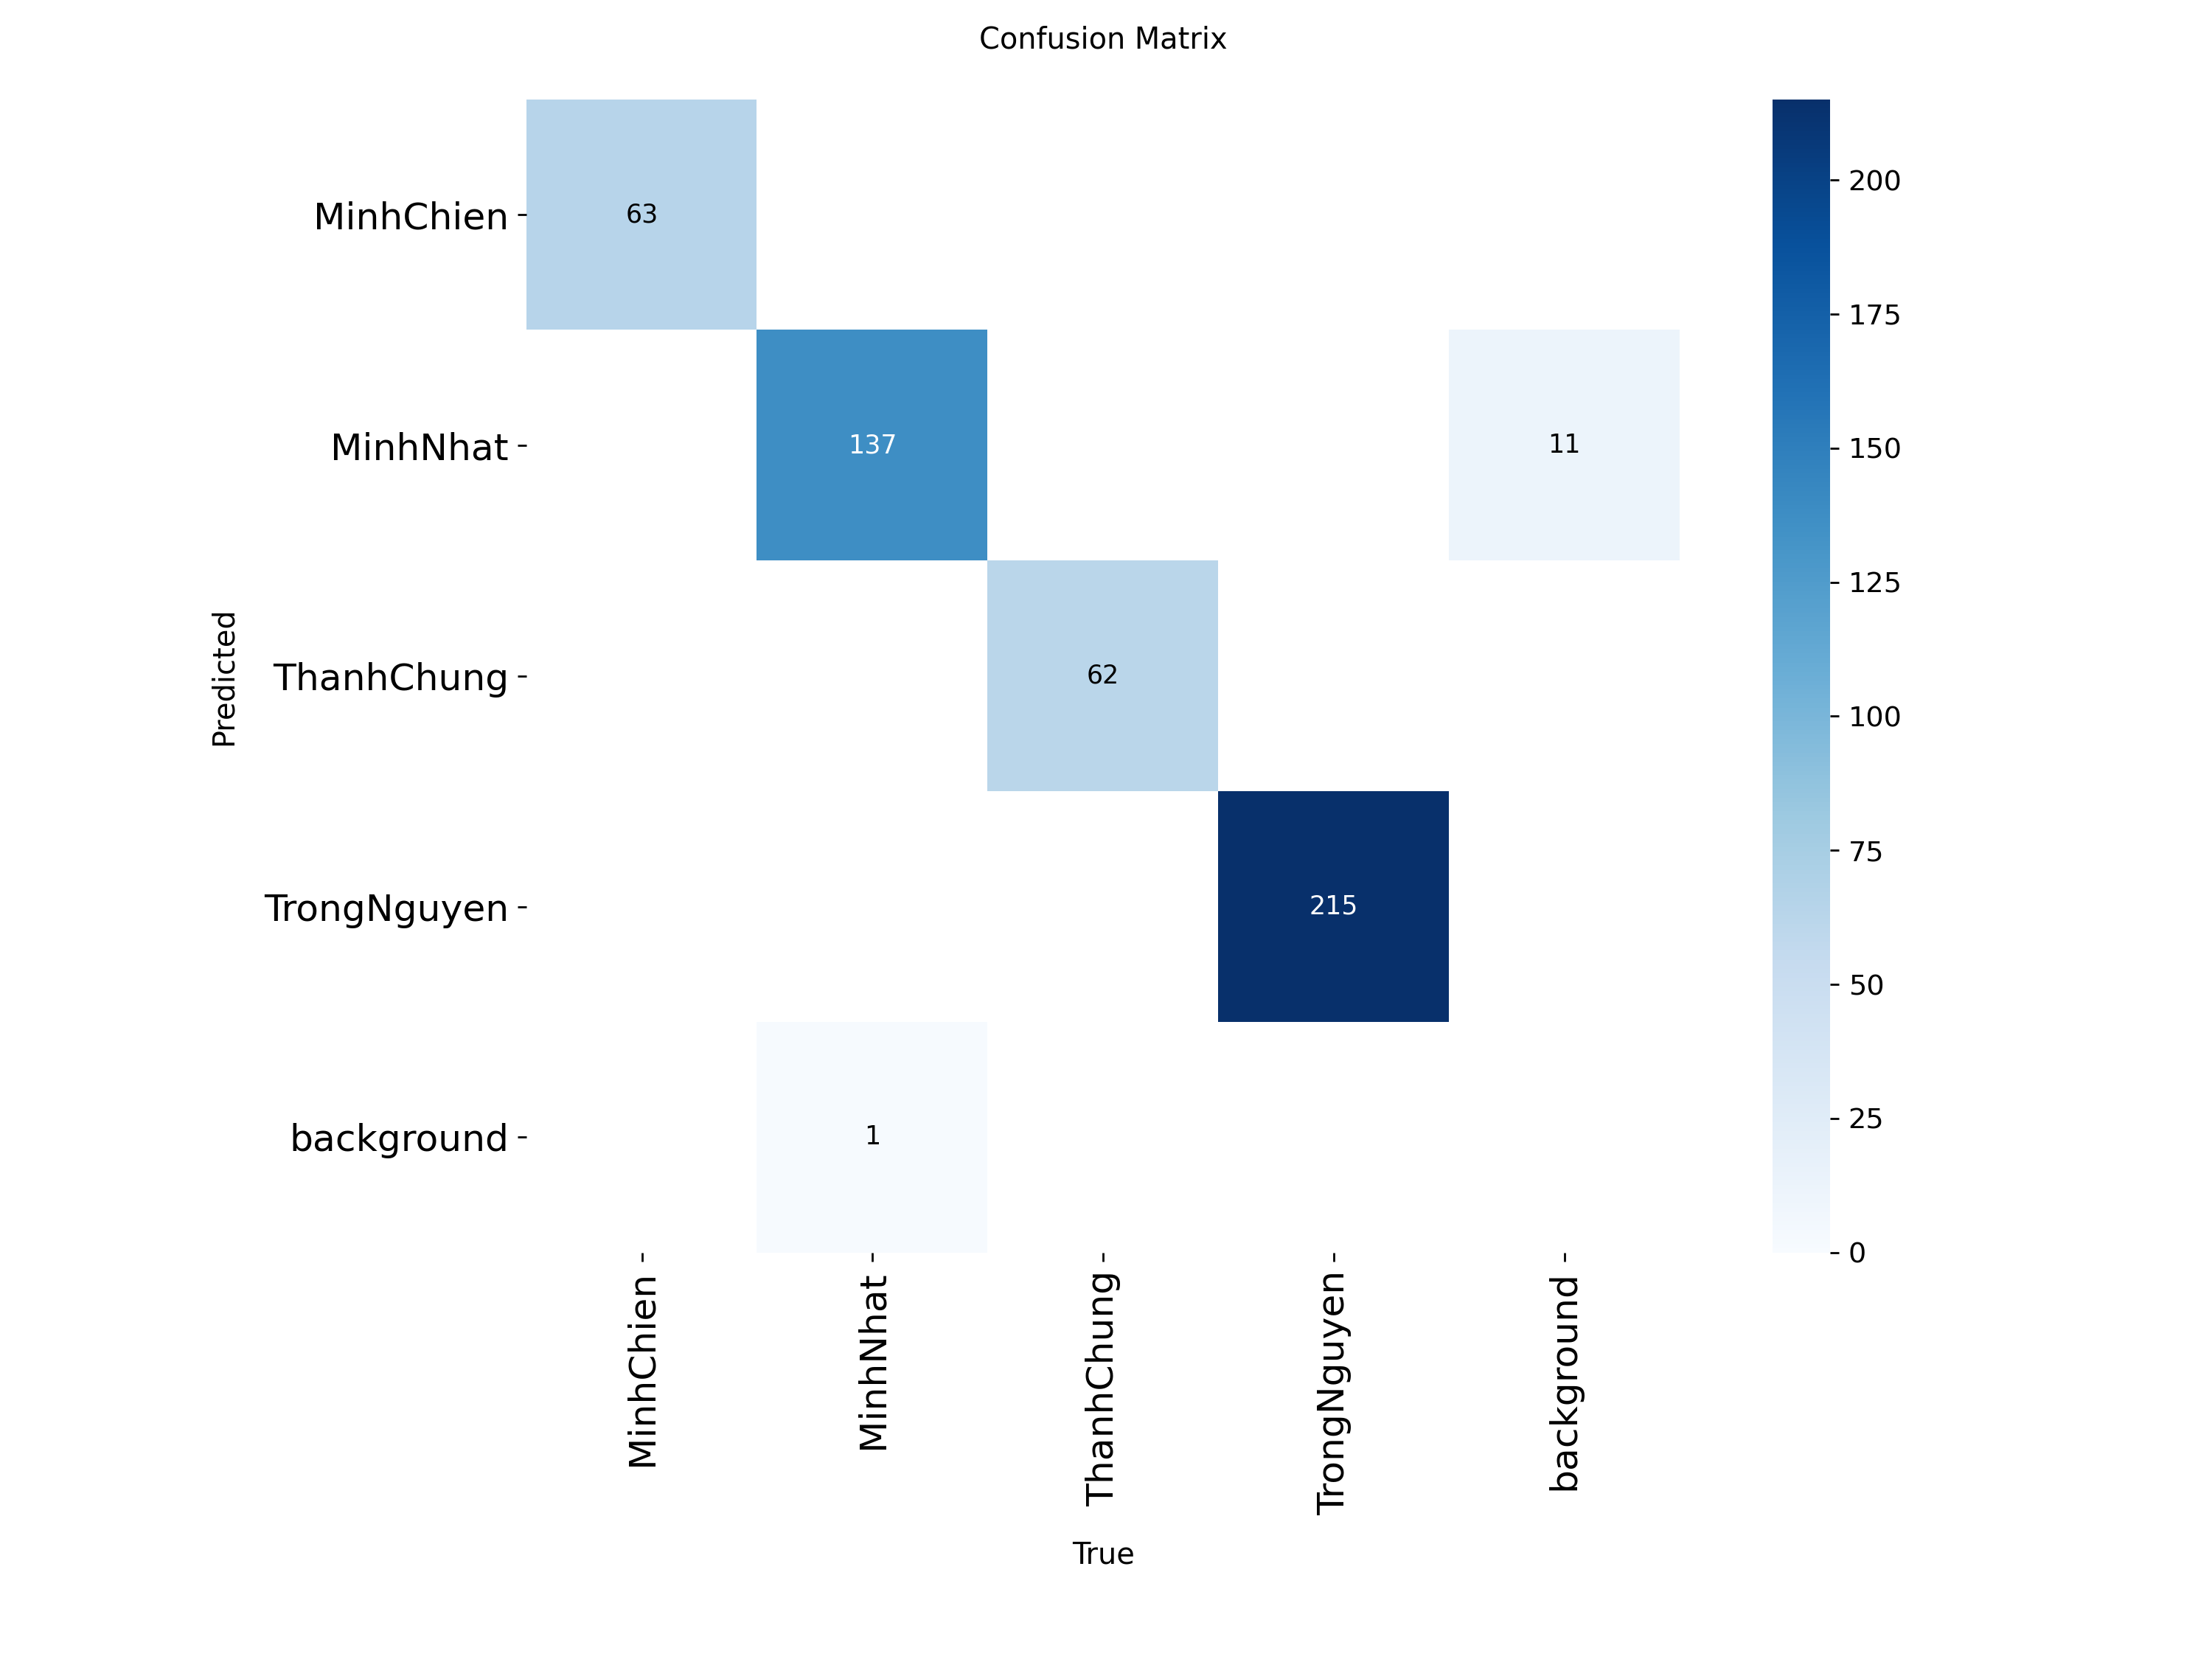 Confusion Matrix
MinhChien
63
MinhNhat
137
11
ThanhChung
62
TrongNguyen
215
background
1
Predicted
MinhChien
MinhNhat
ThanhChung
TrongNguyen
background
True
200
175
150
125
100
75
50
25
0